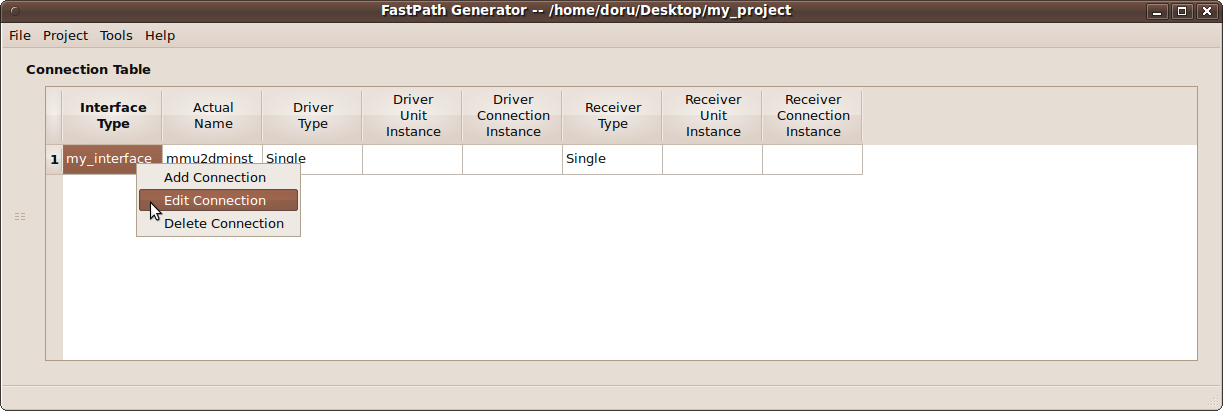 FastPath Generator -- /home/doru/Desktop/my_project
File Project Tools Help
Connection Table
Interface Type Actual Name Driver Type Driver Unit Instance Driver Connection Instance Receiver Type Receiver Unit Instance Receiver Connection Instance
1 my_interface mmu2dminst Single Single
Add Connection
Edit Connection
Delete Connection